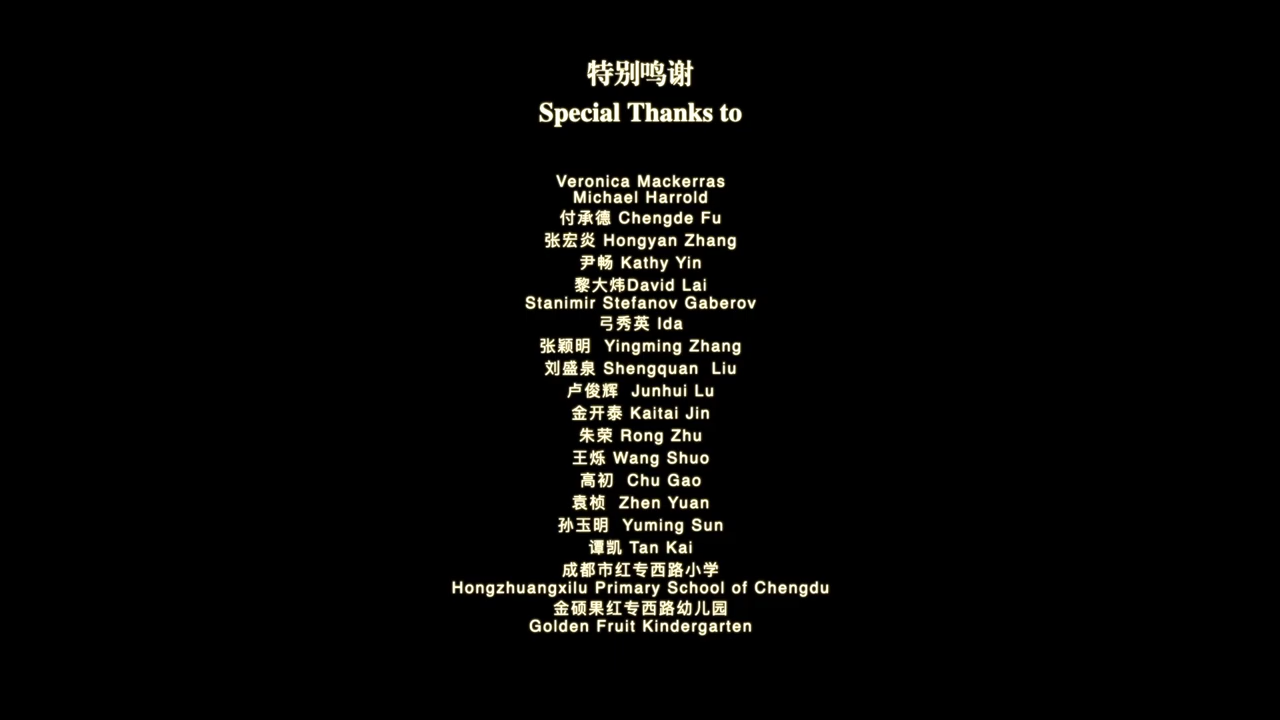 特别鸣谢
Special Thanks to
Veronica Mackerras
Michael Harrold
付承德 Chengde Fu
张宏炎 Hongyan Zhang
尹畅 Kathy Yin
黎大炜David Lai
Stanimir Stefanov Gaberov
弓秀英 Ida
张颖明  Yingming Zhang
刘盛泉 Shengquan  Liu
卢俊辉  Junhui Lu
金开泰 Kaitai Jin
朱荣 Rong Zhu
王烁 Wang Shuo
高初  Chu Gao
袁桢  Zhen Yuan
孙玉明  Yuming Sun
谭凯 Tan Kai
成都市红专西路小学
Hongzhuangxilu Primary School of Chengdu
金硕果红专西路幼儿园
Golden Fruit Kindergarten